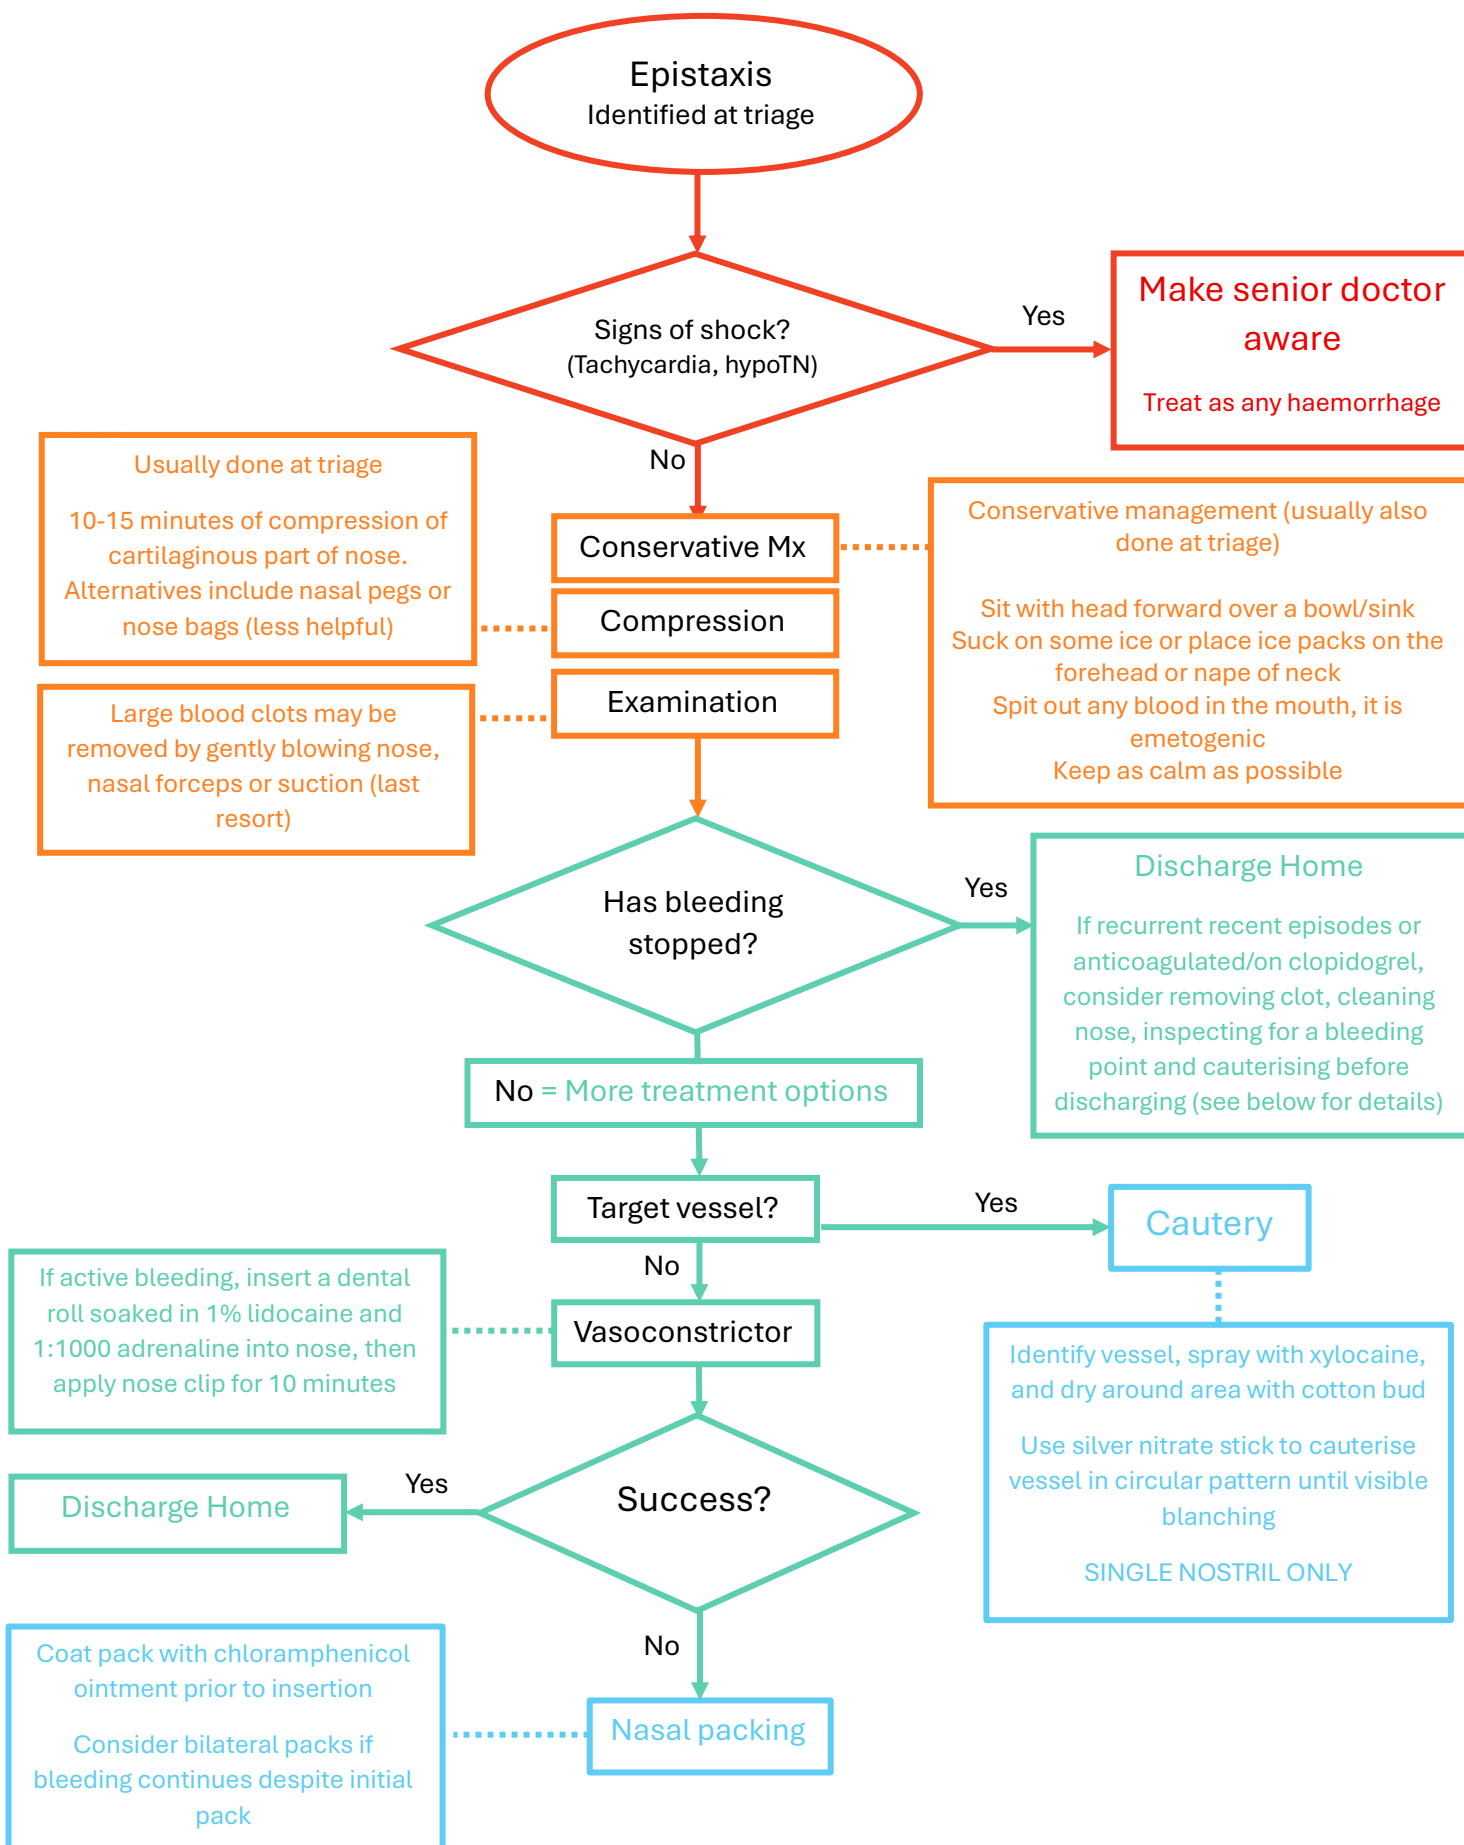 Epistaxis
Identified at triage
Signs of shock?
(Tachycardia, hypoTN)
Yes
Make senior doctor
aware
Treat as any haemorrhage
No
Usually done at triage
10-15 minutes of compression of
cartilaginous part of nose.
Alternatives include nasal pegs or
nose bags (less helpful)
Conservative Mx
Conservative management (usually also
done at triage)
Sit with head forward over a bowl/sink
Suck on some ice or place ice packs on the
forehead or nape of neck
Spit out any blood in the mouth, it is
emetogenic
Keep as calm as possible
Compression
Examination
Large blood clots may be
removed by gently blowing nose,
nasal forceps or suction (last
resort)
Has bleeding
stopped?
Yes
Discharge Home
If recurrent recent episodes or
anticoagulated/on clopidogrel,
consider removing clot, cleaning
nose, inspecting for a bleeding
point and cauterising before
discharging (see below for details)
No = More treatment options
Target vessel?
Yes
Cautery
No
If active bleeding, insert a dental
roll soaked in 1% lidocaine and
1:1000 adrenaline into nose, then
apply nose clip for 10 minutes
Vasoconstrictor
Identify vessel, spray with xylocaine,
and dry around area with cotton bud
Use silver nitrate stick to cauterise
vessel in circular pattern until visible
blanching
SINGLE NOSTRIL ONLY
Success?
Yes
Discharge Home
No
Coat pack with chloramphenicol
ointment prior to insertion
Consider bilateral packs if
bleeding continues despite initial
pack
Nasal packing